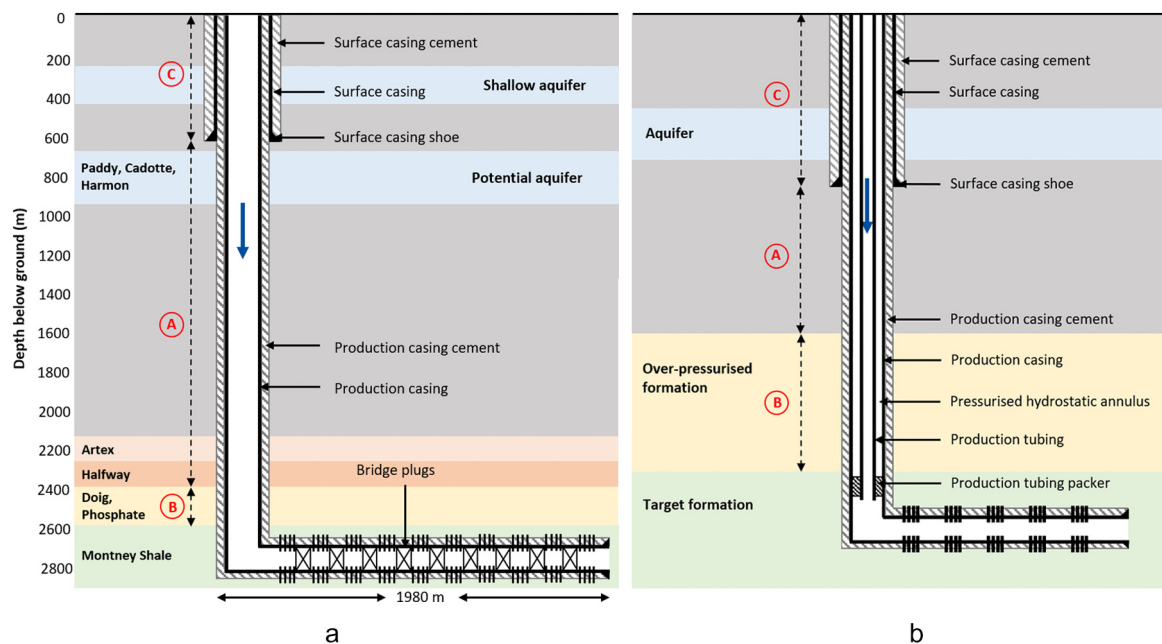 Depth below ground (m)
0
200
400
600
800
1000
1200
1400
1600
1800
2000
2200
2400
2600
2800
C
A
B
Surface casing cement
Shallow aquifer
Surface casing
Surface casing shoe
Paddy, Cadotte,
Harmon
Potential aquifer
Production casing cement
Production casing
Artex
Halfway
Bridge plugs
Doig,
Phosphate
Montney Shale
1980 m
a
C
A
B
Surface casing cement
Surface casing
Aquifer
Surface casing shoe
Production casing cement
Production casing
Over-pressurised
formation
Pressurised hydrostatic annulus
Production tubing
Production tubing packer
Target formation
b